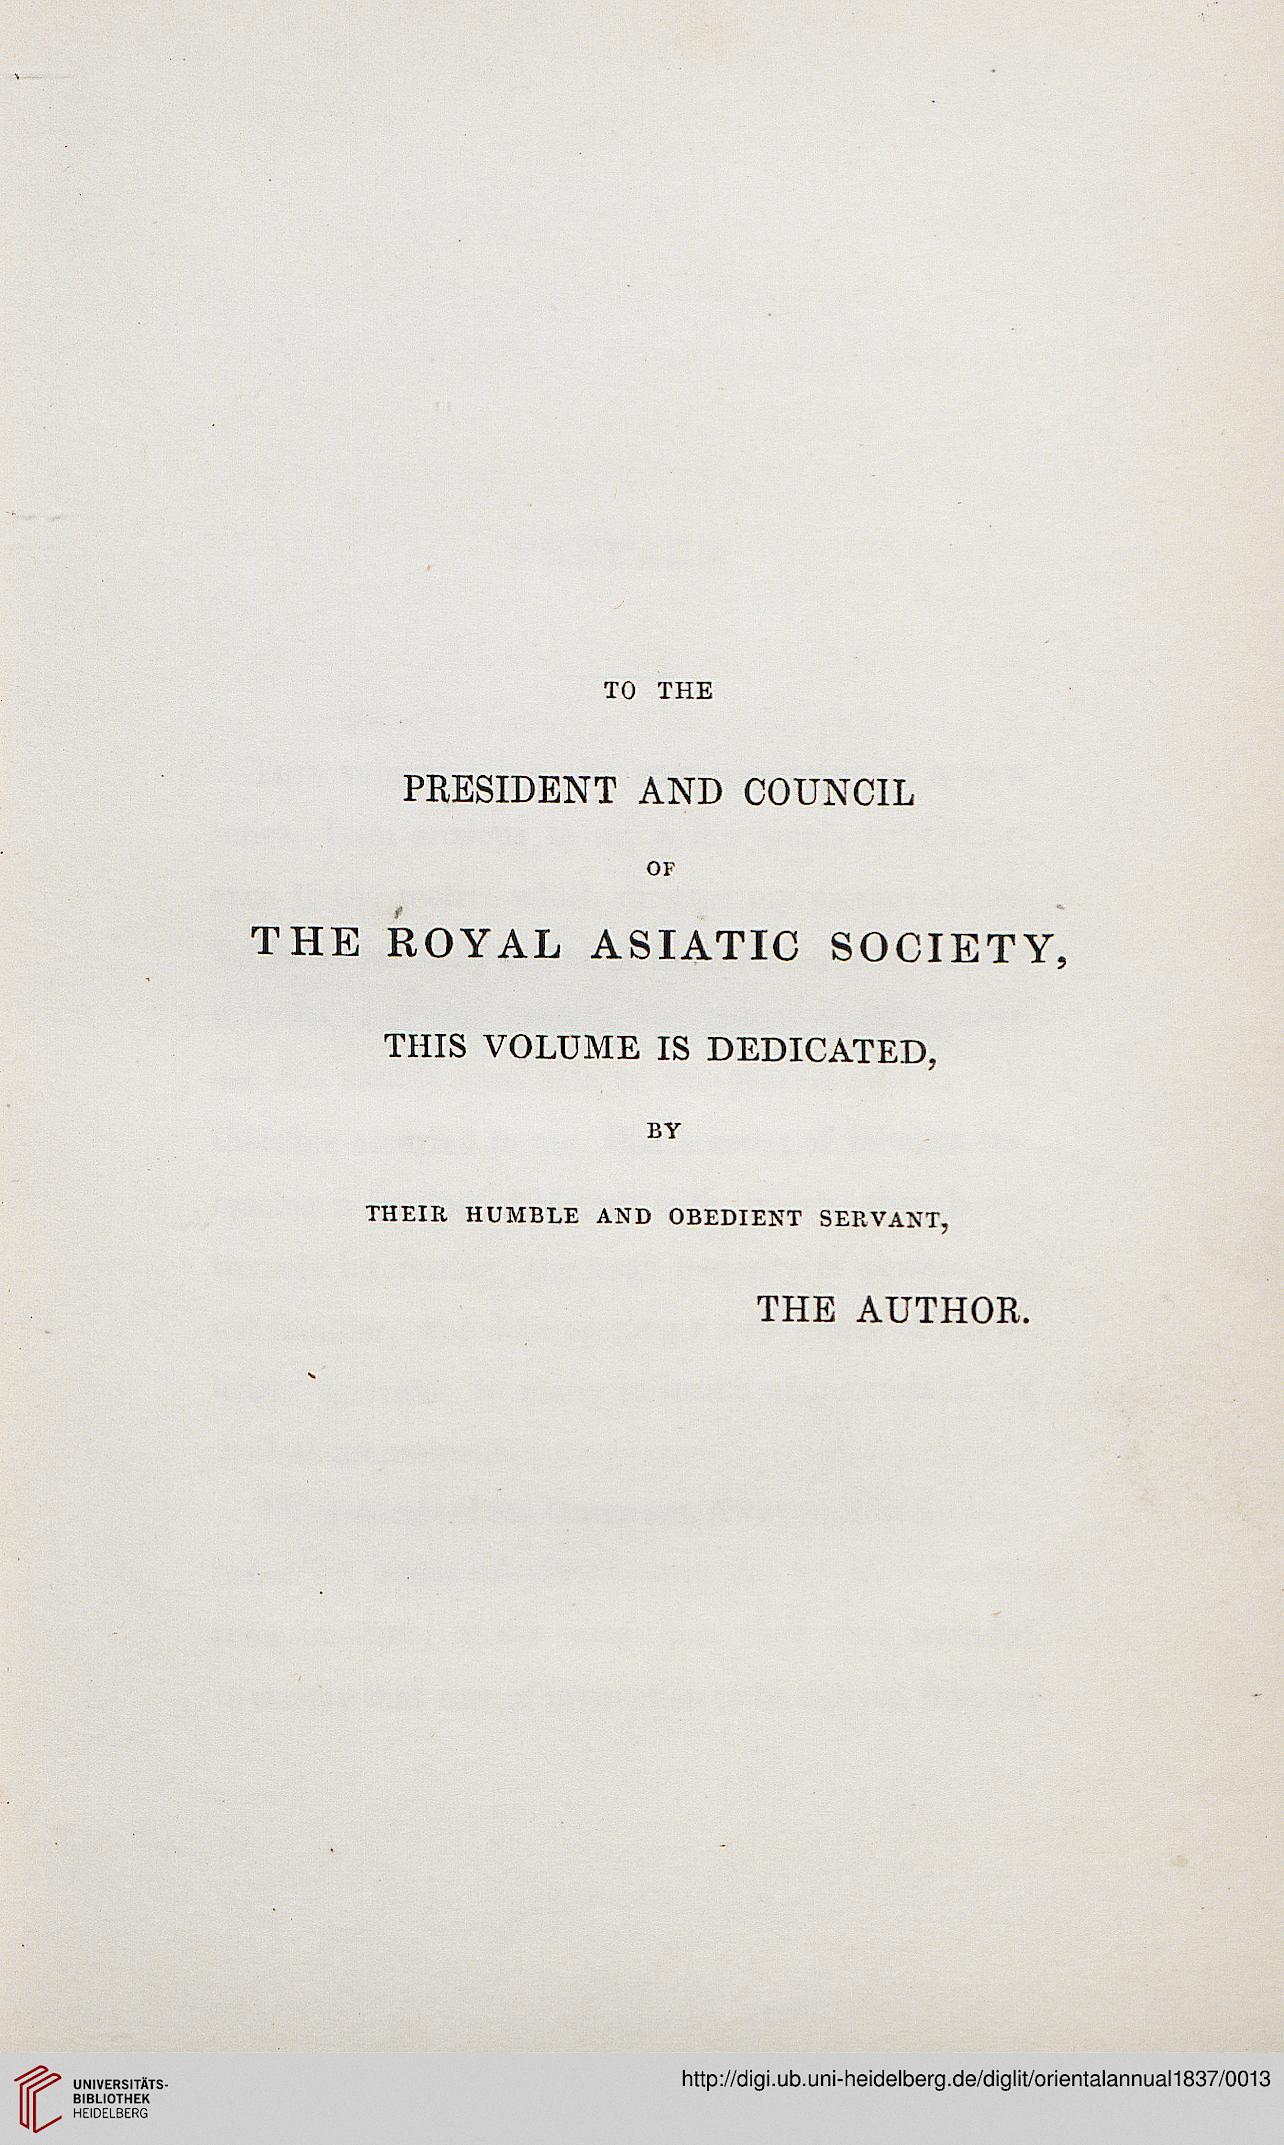 TO THE
PRESIDENT AND COUNCIL
OF
THE ROYAL ASIATIC SOCIETY,
THIS VOLUME IS DEDICATED,
BY
THEIR HUMBLE AND OBEDIENT SERVANT,
THE AUTHOR.
UNIVERSITÄTS-
BIBLIOTHEK
HEIDELBERG
http://digi.ub.uni-heidelberg.de/diglit/orientalannual1837/0013